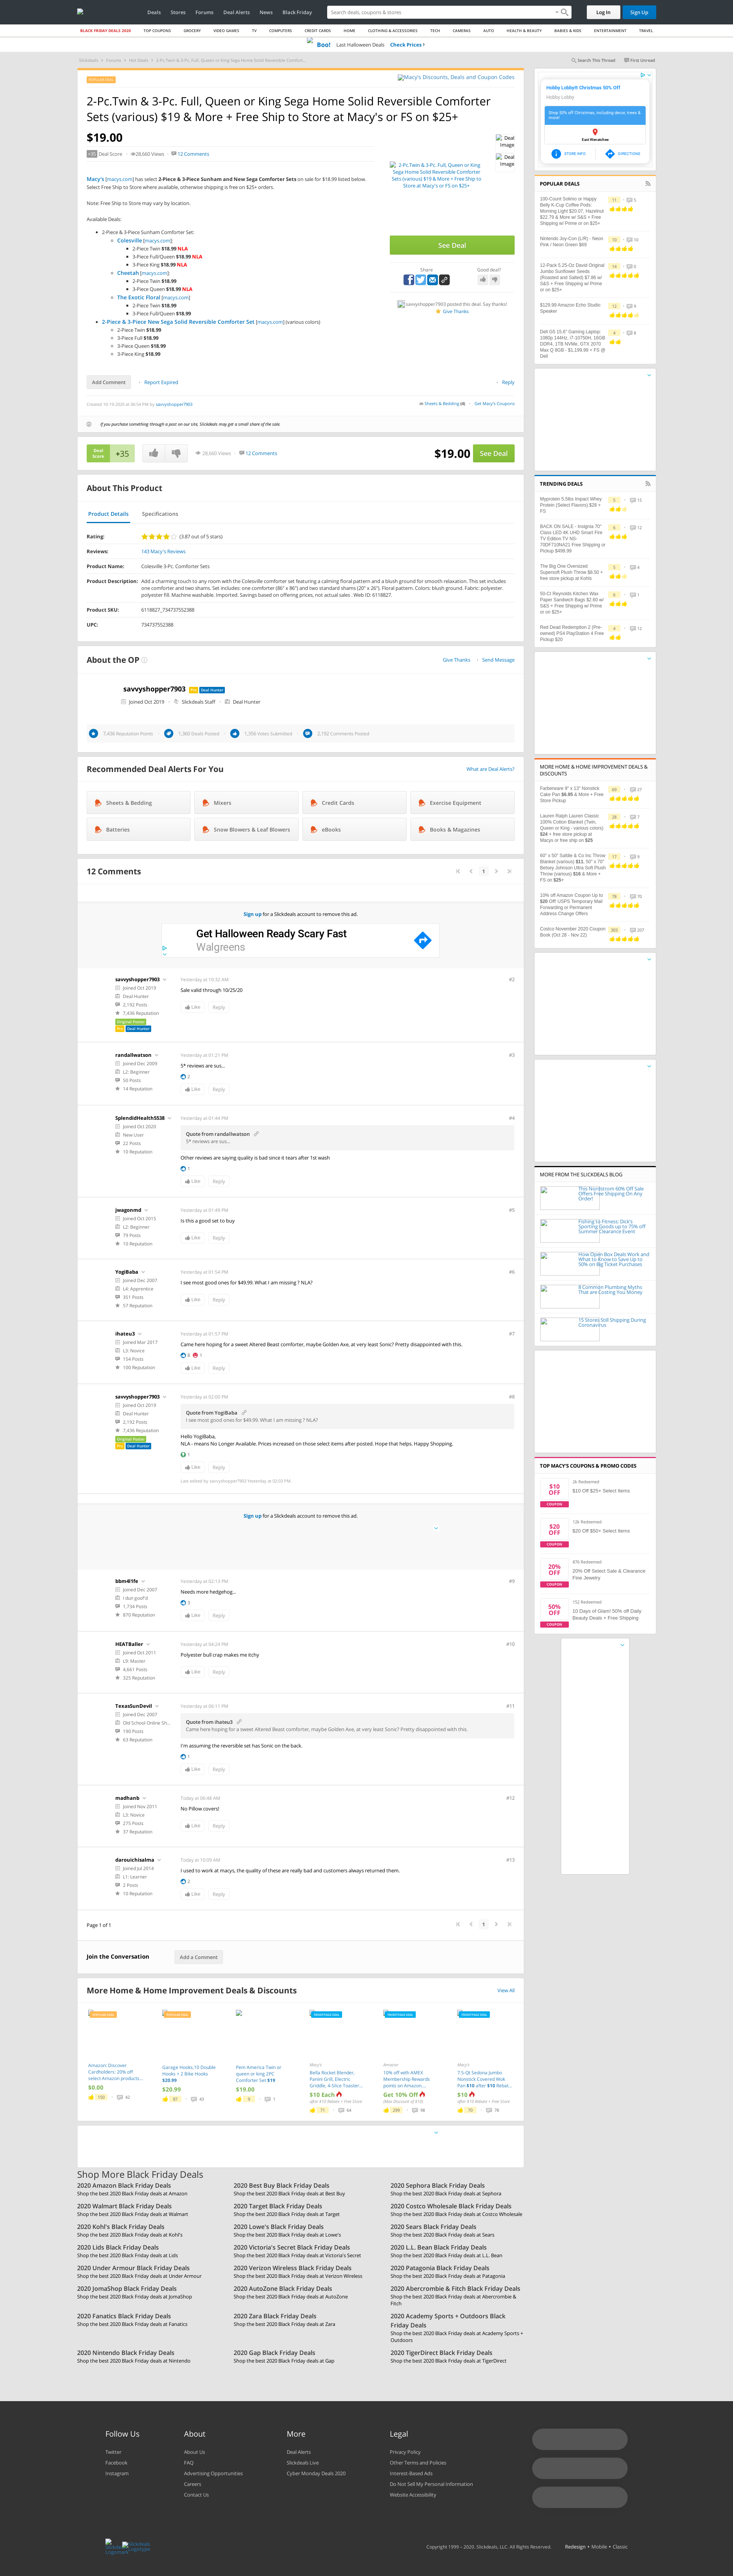 Deals Stores Forums Deal Alerts News Black Friday
Search deals, coupons & stores
Log In
Sign Up
BLACK FRIDAY DEALS 2020 TOP COUPONS GROCERY VIDEO GAMES TV COMPUTERS CREDIT CARDS HOME CLOTHING & ACCESSORIES TECH CAMERAS AUTO HEALTH & BEAUTY BABIES & KIDS ENTERTAINMENT TRAVEL
Boo! Last Halloween Deals Check Prices
Slickdeals Forums Hot Deals 2-Pc.Twin & 3-Pc. Full, Queen or King Sega Home Solid Reversible Comfort...
Search This Thread First Unread
Macy's Discounts, Deals and Coupon Codes
2-Pc.Twin & 3-Pc. Full, Queen or King Sega Home Solid Reversible Comforter Sets (various) $19 & More + Free Ship to Store at Macy's or FS on $25+
$19.00
+35 Deal Score 28,660 Views 12 Comments
Macy's [macys.com] has select 2-Piece & 3-Piece Sunham and New Sega Comforter Sets on sale for $18.99 listed below.
Select Free Ship to Store where available, otherwise shipping is free on $25+ orders.
Note: Free Ship to Store may vary by location.
Available Deals:
2-Piece & 3-Piece Sunham Comforter Set:
Colesville [macys.com]:
2-Piece Twin $18.99 NLA
3-Piece Full/Queen $18.99 NLA
3-Piece King $18.99 NLA
Cheetah [macys.com]:
2-Piece Twin $18.99
3-Piece Queen $18.99 NLA
The Exotic Floral [macys.com]
2-Piece Twin $18.99
3-Piece Full/Queen $18.99
2-Piece & 3-Piece New Sega Solid Reversible Comforter Set [macys.com] (various colors)
2-Piece Twin $18.99
3-Piece Full $18.99
3-Piece Queen $18.99
3-Piece King $18.99
Deal Image
Deal Image
2-Pc.Twin & 3-Pc. Full, Queen or King Sega Home Solid Reversible Comforter Sets (various) $19 & More + Free Ship to Store at Macy's or FS on $25+
See Deal
Share
Good deal?
savvyshopper7903 posted this deal. Say thanks!
Give Thanks
Add Comment Report Expired Reply
Created 10-19-2020 at 06:54 PM by savvyshopper7903
in Sheets & Bedding (4) Get Macy's Coupons
If you purchase something through a post on our site, Slickdeals may get a small share of the sale.
Deal Score +35
28,660 Views 12 Comments
$19.00 See Deal
About This Product
Product Details Specifications
Rating: (3.87 out of 5 stars)
Reviews: 143 Macy's Reviews
Product Name: Colesville 3-Pc. Comforter Sets
Product Description: Add a charming touch to any room with the Colesville comforter set featuring a calming floral pattern and a blush ground for smooth relaxation. This set includes one comforter and two shams. Set includes: one comforter (86" x 86") and two standard shams (20" x 26"). Floral pattern. Colors: blush ground. Fabric: polyester. polyester fill. Machine washable. Imported. Savings based on offering prices, not actual sales . Web ID: 6118827.
Product SKU: 6118827_734737552388
UPC: 734737552388
About the OP
Give Thanks Send Message
savvyshopper7903 Pro Deal Hunter
Joined Oct 2019 Slickdeals Staff Deal Hunter
7,436 Reputation Points 1,360 Deals Posted 1,356 Votes Submitted 2,192 Comments Posted
Recommended Deal Alerts For You
What are Deal Alerts?
Sheets & Bedding Mixers Credit Cards Exercise Equipment
Batteries Snow Blowers & Leaf Blowers eBooks Books & Magazines
12 Comments
1
Sign up for a Slickdeals account to remove this ad.
Get Halloween Ready Scary Fast
Walgreens
savvyshopper7903
Joined Oct 2019
Deal Hunter
2,192 Posts
7,436 Reputation
Original Poster
Pro Deal Hunter
Yesterday at 10:32 AM #2
Sale valid through 10/25/20
Like Reply
randallwatson
Joined Dec 2009
L2: Beginner
50 Posts
14 Reputation
Yesterday at 01:21 PM #3
5* reviews are sus...
2
Like Reply
SplendidHealth5538
Joined Oct 2020
New User
22 Posts
10 Reputation
Yesterday at 01:44 PM #4
Quote from randallwatson
5* reviews are sus...
Other reviews are saying quality is bad since it tears after 1st wash
1
Like Reply
jwagonmd
Joined Oct 2015
L2: Beginner
79 Posts
10 Reputation
Yesterday at 01:49 PM #5
Is this a good set to buy
Like Reply
YogiBaba
Joined Dec 2007
L4: Apprentice
351 Posts
57 Reputation
Yesterday at 01:54 PM #6
I see most good ones for $49.99. What I am missing ? NLA?
Like Reply
ihateu3
Joined Mar 2017
L3: Novice
154 Posts
100 Reputation
Yesterday at 01:57 PM #7
Came here hoping for a sweet Altered Beast comforter, maybe Golden Axe, at very least Sonic? Pretty disappointed with this.
9 1
Like Reply
savvyshopper7903
Joined Oct 2019
Deal Hunter
2,192 Posts
7,436 Reputation
Original Poster
Pro Deal Hunter
Yesterday at 02:00 PM #8
Quote from YogiBaba
I see most good ones for $49.99. What I am missing ? NLA?
Hello YogiBaba,
NLA - means No Longer Available. Prices increased on those select items after posted. Hope that helps, Happy Shopping.
1
Like Reply
Last edited by savvyshopper7903 Yesterday at 02:03 PM.
Sign up for a Slickdeals account to remove this ad.
bbm4l1fe
Joined Dec 2007
I dun goof'd
1,734 Posts
870 Reputation
Yesterday at 02:13 PM #9
Needs more hedgehog...
3
Like Reply
HEATBaller
Joined Oct 2011
L9: Master
4,661 Posts
325 Reputation
Yesterday at 04:24 PM #10
Polyester bull crap makes me itchy
Like Reply
TexasSunDevil
Joined Dec 2007
Old School Online Sh...
190 Posts
63 Reputation
Yesterday at 06:11 PM #11
Quote from ihateu3
Came here hoping for a sweet Altered Beast comforter, maybe Golden Axe, at very least Sonic? Pretty disappointed with this.
I'm assuming the reversible set has Sonic on the back.
1
Like Reply
madhanb
Joined Nov 2011
L3: Novice
275 Posts
37 Reputation
Today at 06:48 AM #12
No Pillow covers!
Like Reply
darouichisalma
Joined Jul 2014
L1: Learner
2 Posts
10 Reputation
Today at 10:09 AM #13
I used to work at macys, the quality of these are really bad and customers always returned them.
2
Like Reply
Page 1 of 1
1
Join the Conversation Add a Comment
More Home & Home Improvement Deals & Discounts
View All
Amazon: Discover Cardholders: 20% off select Amazon products...
$0.00
Garage Hooks,10 Double Hooks + 2 Bike Hooks $20.99
$20.99
Pem America Twin or queen or king 2PC Comforter Set $19
$19.00
Macy's
Bella Rocket Blender, Panini Grill, Electric Griddle, 4-Slice Toaster...
$10 Each
Amazon
10% off with AMEX Membership Rewards points on Amazon...
Get 10% Off
Macy's
7.5-Qt Sedona Jumbo Nonstick Covered Wok Pan $10 after $10 Rebat...
$10
Shop More Black Friday Deals
2020 Amazon Black Friday Deals
Shop the best 2020 Black Friday deals at Amazon
2020 Best Buy Black Friday Deals
Shop the best 2020 Black Friday deals at Best Buy
2020 Sephora Black Friday Deals
Shop the best 2020 Black Friday deals at Sephora
2020 Walmart Black Friday Deals
Shop the best 2020 Black Friday deals at Walmart
2020 Target Black Friday Deals
Shop the best 2020 Black Friday deals at Target
2020 Costco Wholesale Black Friday Deals
Shop the best 2020 Black Friday deals at Costco Wholesale
2020 Kohl's Black Friday Deals
Shop the best 2020 Black Friday deals at Kohl's
2020 Lowe's Black Friday Deals
Shop the best 2020 Black Friday deals at Lowe's
2020 Sears Black Friday Deals
Shop the best 2020 Black Friday deals at Sears
2020 Lids Black Friday Deals
Shop the best 2020 Black Friday deals at Lids
2020 Victoria's Secret Black Friday Deals
Shop the best 2020 Black Friday deals at Victoria's Secret
2020 L.L. Bean Black Friday Deals
Shop the best 2020 Black Friday deals at L.L. Bean
2020 Under Armour Black Friday Deals
Shop the best 2020 Black Friday deals at Under Armour
2020 Verizon Wireless Black Friday Deals
Shop the best 2020 Black Friday deals at Verizon Wireless
2020 Patagonia Black Friday Deals
Shop the best 2020 Black Friday deals at Patagonia
2020 JomaShop Black Friday Deals
Shop the best 2020 Black Friday deals at JomaShop
2020 AutoZone Black Friday Deals
Shop the best 2020 Black Friday deals at AutoZone
2020 Abercrombie & Fitch Black Friday Deals
Shop the best 2020 Black Friday deals at Abercrombie & Fitch
2020 Fanatics Black Friday Deals
Shop the best 2020 Black Friday deals at Fanatics
2020 Zara Black Friday Deals
Shop the best 2020 Black Friday deals at Zara
2020 Academy Sports + Outdoors Black Friday Deals
Shop the best 2020 Black Friday deals at Academy Sports + Outdoors
2020 Nintendo Black Friday Deals
Shop the best 2020 Black Friday deals at Nintendo
2020 Gap Black Friday Deals
Shop the best 2020 Black Friday deals at Gap
2020 TigerDirect Black Friday Deals
Shop the best 2020 Black Friday deals at TigerDirect
Hobby Lobby® Christmas 50% Off
Hobby Lobby
Shop 50% off Christmas, including decor, trees & more!
East Wenatchee
STORE INFO DIRECTIONS
POPULAR DEALS
100-Count Solimo or Happy Belly K-Cup Coffee Pods: Morning Light $20.07, Hazelnut $22.79 & More w/ S&S + Free Shipping w/ Prime or on $25+
Nintendo Joy-Con (L/R) - Neon Pink / Neon Green $69
12-Pack 5.25-Oz David Original Jumbo Sunflower Seeds (Roasted and Salted) $7.86 w/ S&S + Free Shipping w/ Prime or on $25+
$129.99 Amazon Echo Studio Speaker
Dell G5 15.6" Gaming Laptop: 1080p 144Hz, i7-10750H, 16GB DDR4, 1TB NVMe, GTX 2070 Max Q 8GB - $1,199.99 + FS @ Dell
TRENDING DEALS
Myprotein 5.5lbs Impact Whey Protein (Select Flavors) $28 + FS
BACK ON SALE - Insignia 70" Class LED 4K UHD Smart Fire TV Edition TV NS-70DF710NA21 Free Shipping or Pickup $499.99
The Big One Oversized Supersoft Plush Throw $8.50 + free store pickup at Kohls
50-Ct Reynolds Kitchen Wax Paper Sandwich Bags $2.60 w/ S&S + Free Shipping w/ Prime or on $25+
Red Dead Redemption 2 (Pre-owned) PS4 PlayStation 4 Free Pickup $20
MORE HOME & HOME IMPROVEMENT DEALS & DISCOUNTS
Farberware 9" x 13" Nonstick Cake Pan $6.89 & More + Free Store Pickup
Lauren Ralph Lauren Classic 100% Cotton Blanket (Twin, Queen or King - various colors) $24 + free store pickup at Macys or free ship on $25
60" x 50" Saltlie & Co Inc Throw Blanket (various) $11, 50" x 70" Betsey Johnson Ultra Soft Plush Throw (various) $16 & More + FS on $25+
10% off Amazon Coupon Up to $20 Off! USPS Temporary Mail Forwarding or Permanent Address Change Offers
Costco November 2020 Coupon Book (Oct 28 - Nov 22)
MORE FROM THE SLICKDEALS BLOG
This Nordstrom 60% Off Sale Offers Free Shipping On Any Order!
Fishing to Fitness: Dick's Sporting Goods up to 75% off Summer Clearance Event
How Open Box Deals Work and What to Know to Save Up to 50% on Big Ticket Purchases
8 Common Plumbing Myths That are Costing You Money
15 Stores Still Shipping During Coronavirus
TOP MACY'S COUPONS & PROMO CODES
$10 OFF COUPON
2k Redeemed
$10 Off $25+ Select Items
$20 OFF COUPON
12k Redeemed
$20 Off $50+ Select Items
20% OFF COUPON
876 Redeemed
20% Off Select Sale & Clearance Fine Jewelry
50% OFF COUPON
152 Redeemed
10 Days of Glam! 50% off Daily Beauty Deals + Free Shipping
Follow Us
Twitter
Facebook
Instagram
About
About Us
FAQ
Advertising Opportunities
Careers
Contact Us
More
Deal Alerts
Slickdeals Live
Cyber Monday Deals 2020
Legal
Privacy Policy
Other Terms and Policies
Interest-Based Ads
Do Not Sell My Personal Information
Website Accessibility
Copyright 1999 - 2020. Slickdeals, LLC. All Rights Reserved. Redesign • Mobile • Classic